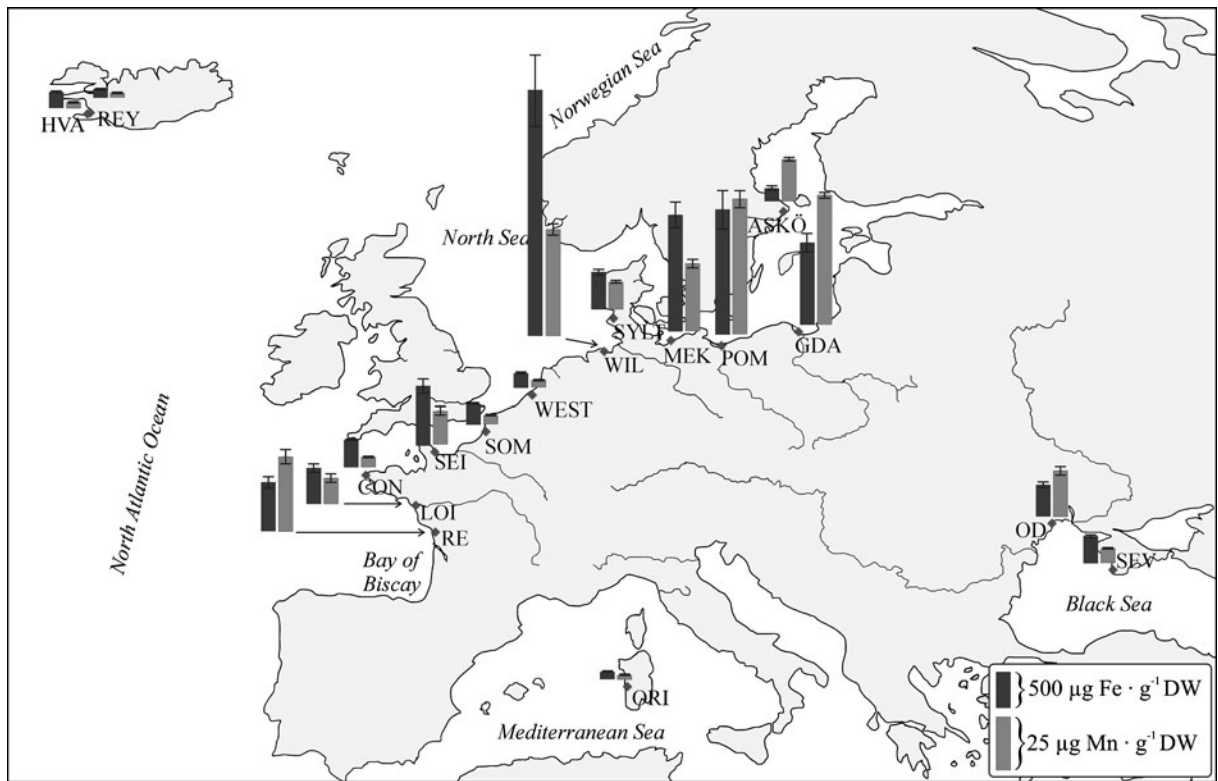 Norwegian Sea
HVA
REY
ASKÖ
North Sea
SYLT
MEK
POM
GDA
WIL
WEST
SOM
SEI
CON
LOI
RE
North Atlantic Ocean
Bay of
Biscay
OD
SEV
Black Sea
ORI
Mediterranean Sea
500 µg Fe · g⁻¹ DW
25 µg Mn · g⁻¹ DW